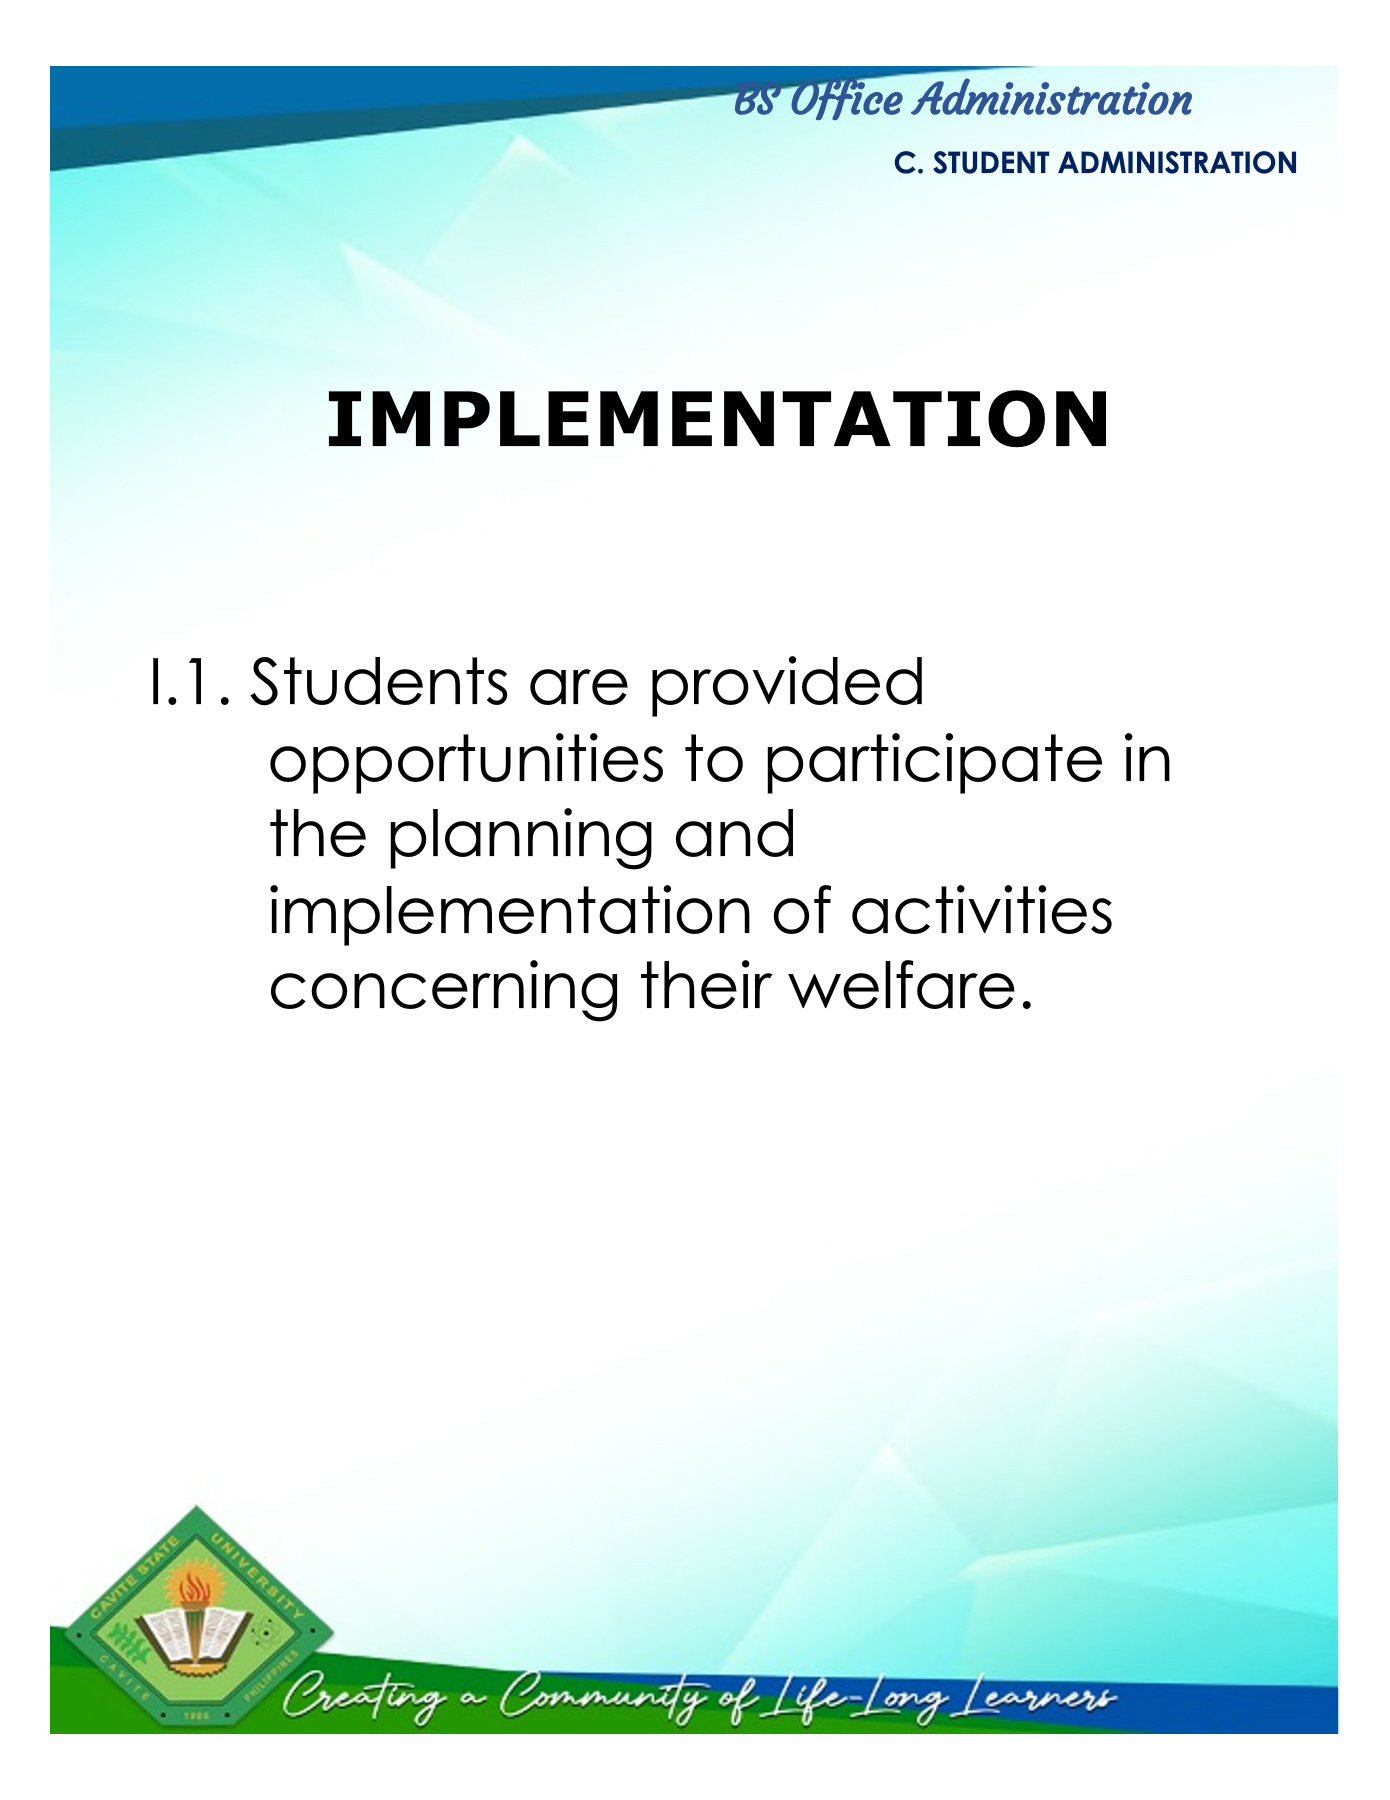 BS Office Administration
C. STUDENT ADMINISTRATION
IMPLEMENTATION
I.1. Students are provided
opportunities to participate in
the planning and
implementation of activities
concerning their welfare.
CAVITE STATE UNIVERSITY
CAVITE PHILIPPINES
1906
Creating a Community of Life-Long Learners